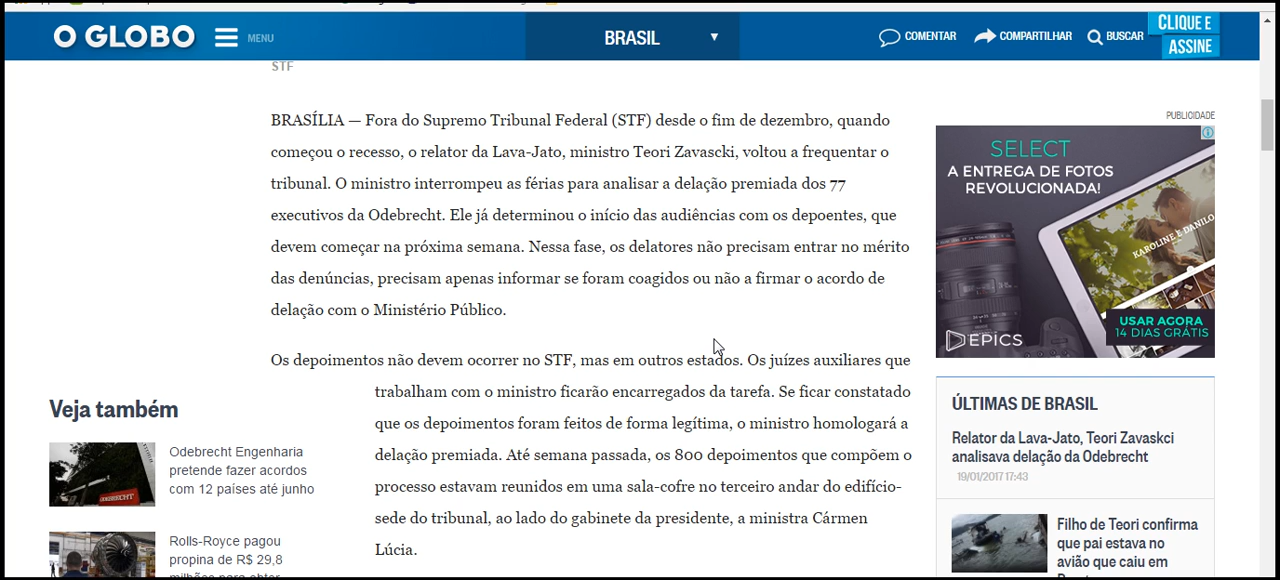 O GLOBO
MENU
BRASIL
COMENTAR
COMPARTILHAR
BUSCAR
CLIQUE E
ASSINE
STF
BRASÍLIA — Fora do Supremo Tribunal Federal (STF) desde o fim de dezembro, quando
começou o recesso, o relator da Lava-Jato, ministro Teori Zavascki, voltou a frequentar o
tribunal. O ministro interrompeu as férias para analisar a delação premiada dos 77
executivos da Odebrecht. Ele já determinou o início das audiências com os depoentes, que
devem começar na próxima semana. Nessa fase, os delatores não precisam entrar no mérito
das denúncias, precisam apenas informar se foram coagidos ou não a firmar o acordo de
delação com o Ministério Público.
Os depoimentos não devem ocorrer no STF, mas em outros estados. Os juízes auxiliares que
trabalham com o ministro ficarão encarregados da tarefa. Se ficar constatado
que os depoimentos foram feitos de forma legítima, o ministro homologará a
delação premiada. Até semana passada, os 800 depoimentos que compõem o
processo estavam reunidos em uma sala-cofre no terceiro andar do edifício-
sede do tribunal, ao lado do gabinete da presidente, a ministra Cármen
Lúcia.
Veja também
ODEBRECHT
Odebrecht Engenharia
pretende fazer acordos
com 12 países até junho
Rolls-Royce pagou
propina de R$ 29,8
milhões para obter
PUBLICIDADE
SELECT
A ENTREGA DE FOTOS
REVOLUCIONADA!
KAROLINE E DANILO
USAR AGORA
14 DIAS GRÁTIS
EPICS
ÚLTIMAS DE BRASIL
Relator da Lava-Jato, Teori Zavaskci
analisava delação da Odebrecht
19/01/2017 17:43
Filho de Teori confirma
que pai estava no
avião que caiu em